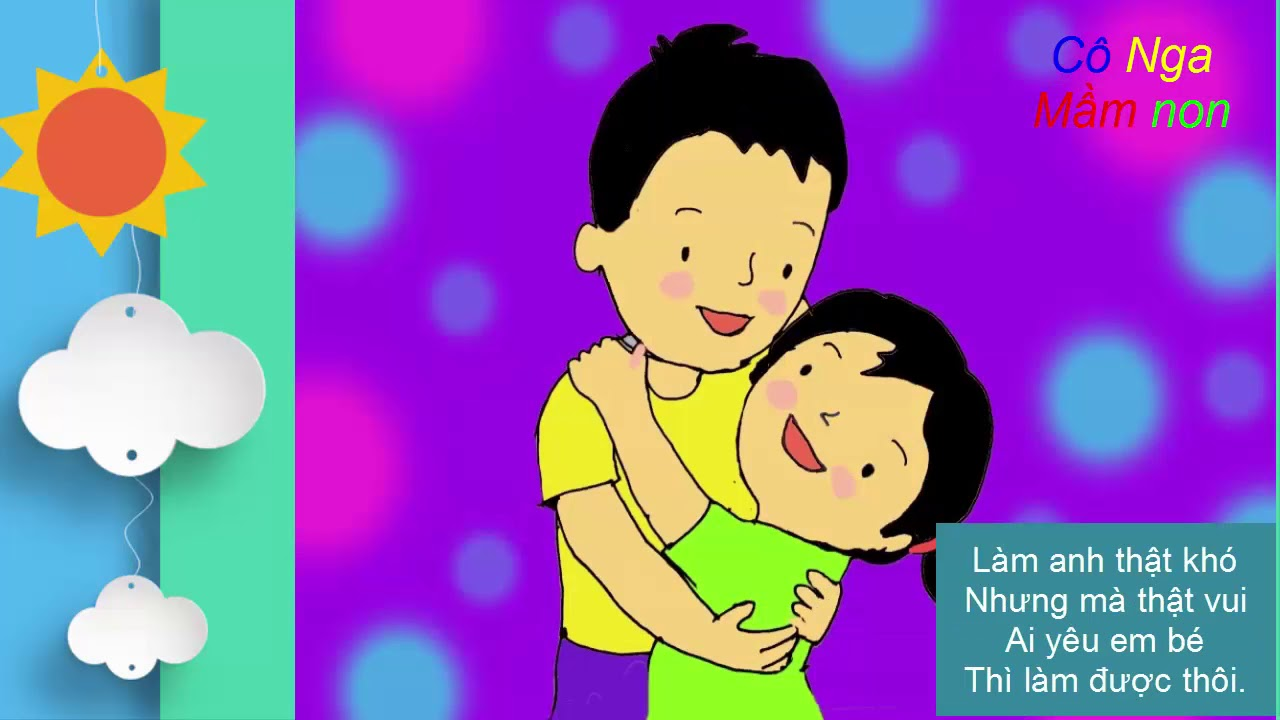 Cô Nga
Mầm non
Làm anh thật khó
Nhưng mà thật vui
Ai yêu em bé
Thì làm được thôi.